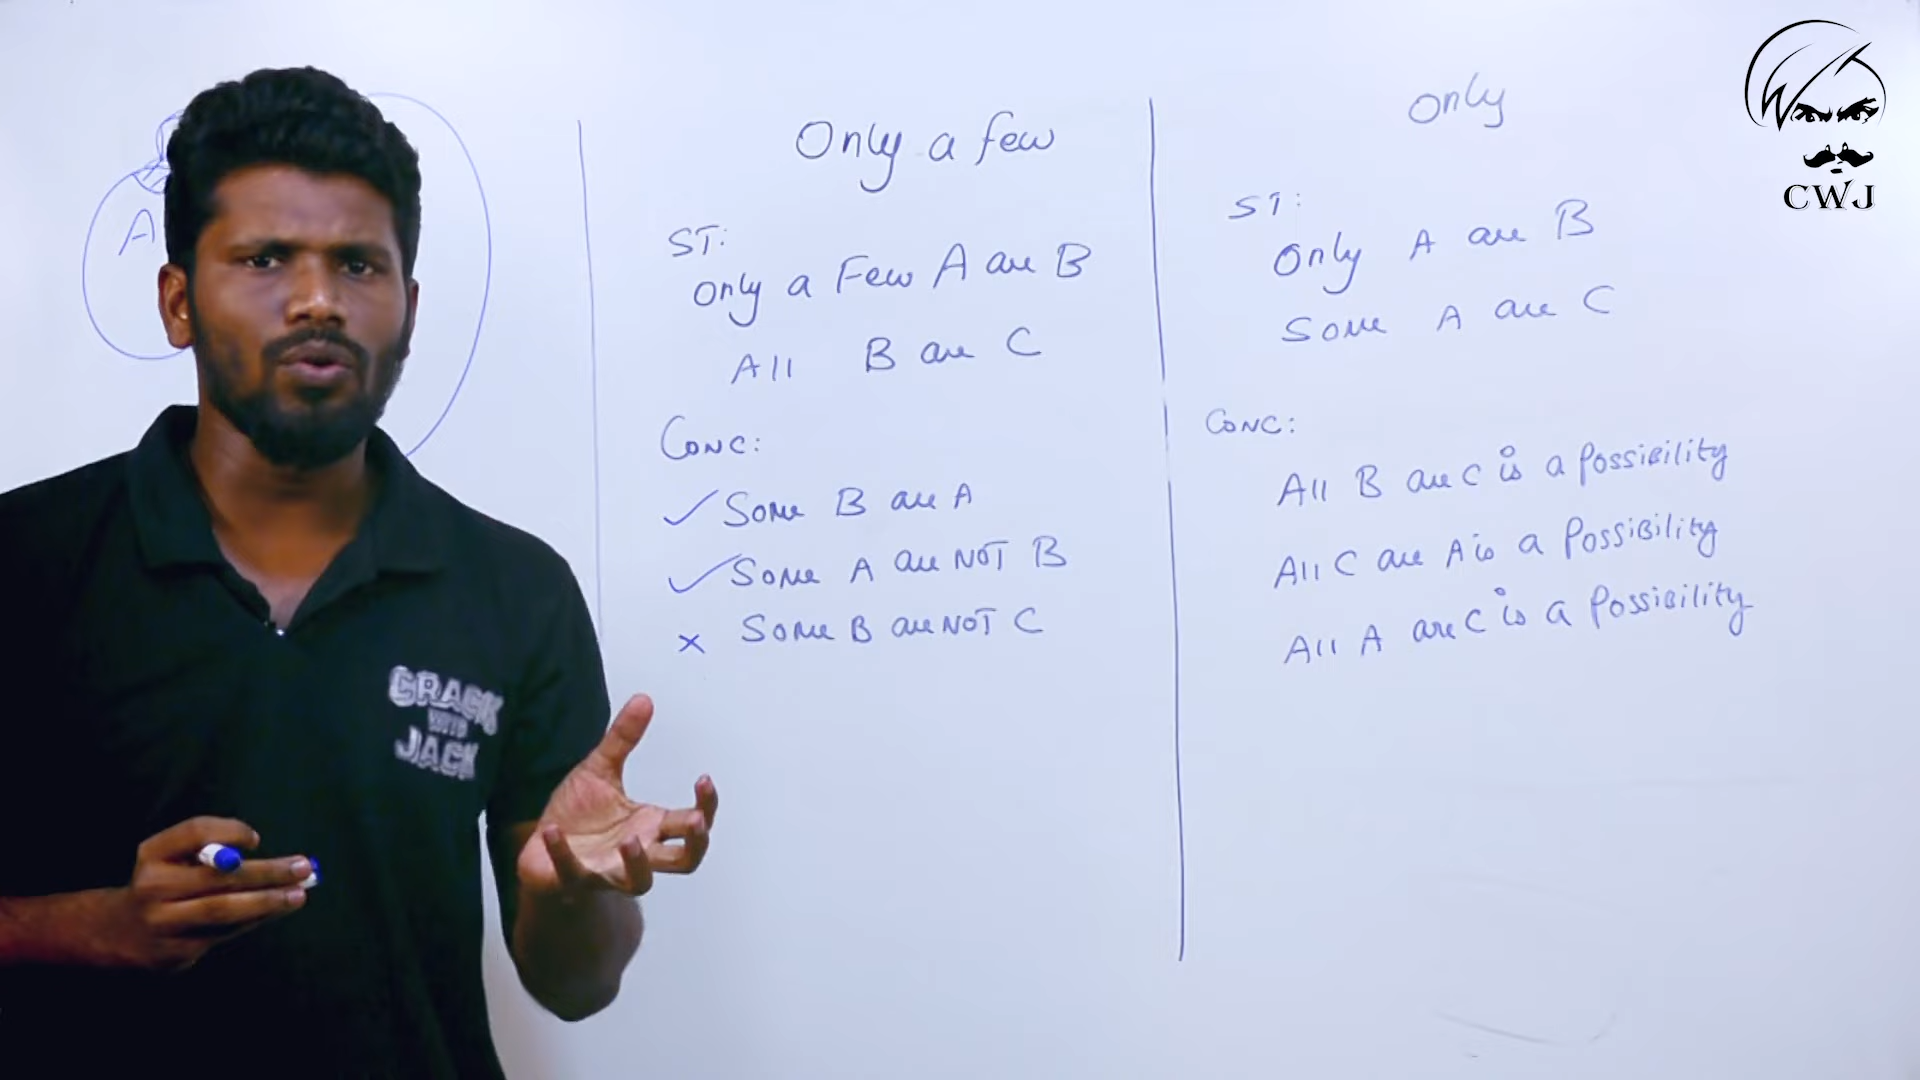 A
Only a few
ST:
Only a Few A are B
All B are C
Conc:
✓ Some B are A
✓ Some A are NOT B
× Some B are NOT C
Only
ST:
Only A are B
Some A are C
CONC:
All B are C is a Possibility
All C are A is a Possibility
All A are C is a Possibility
CWJ
CRACK
WITH
JACK